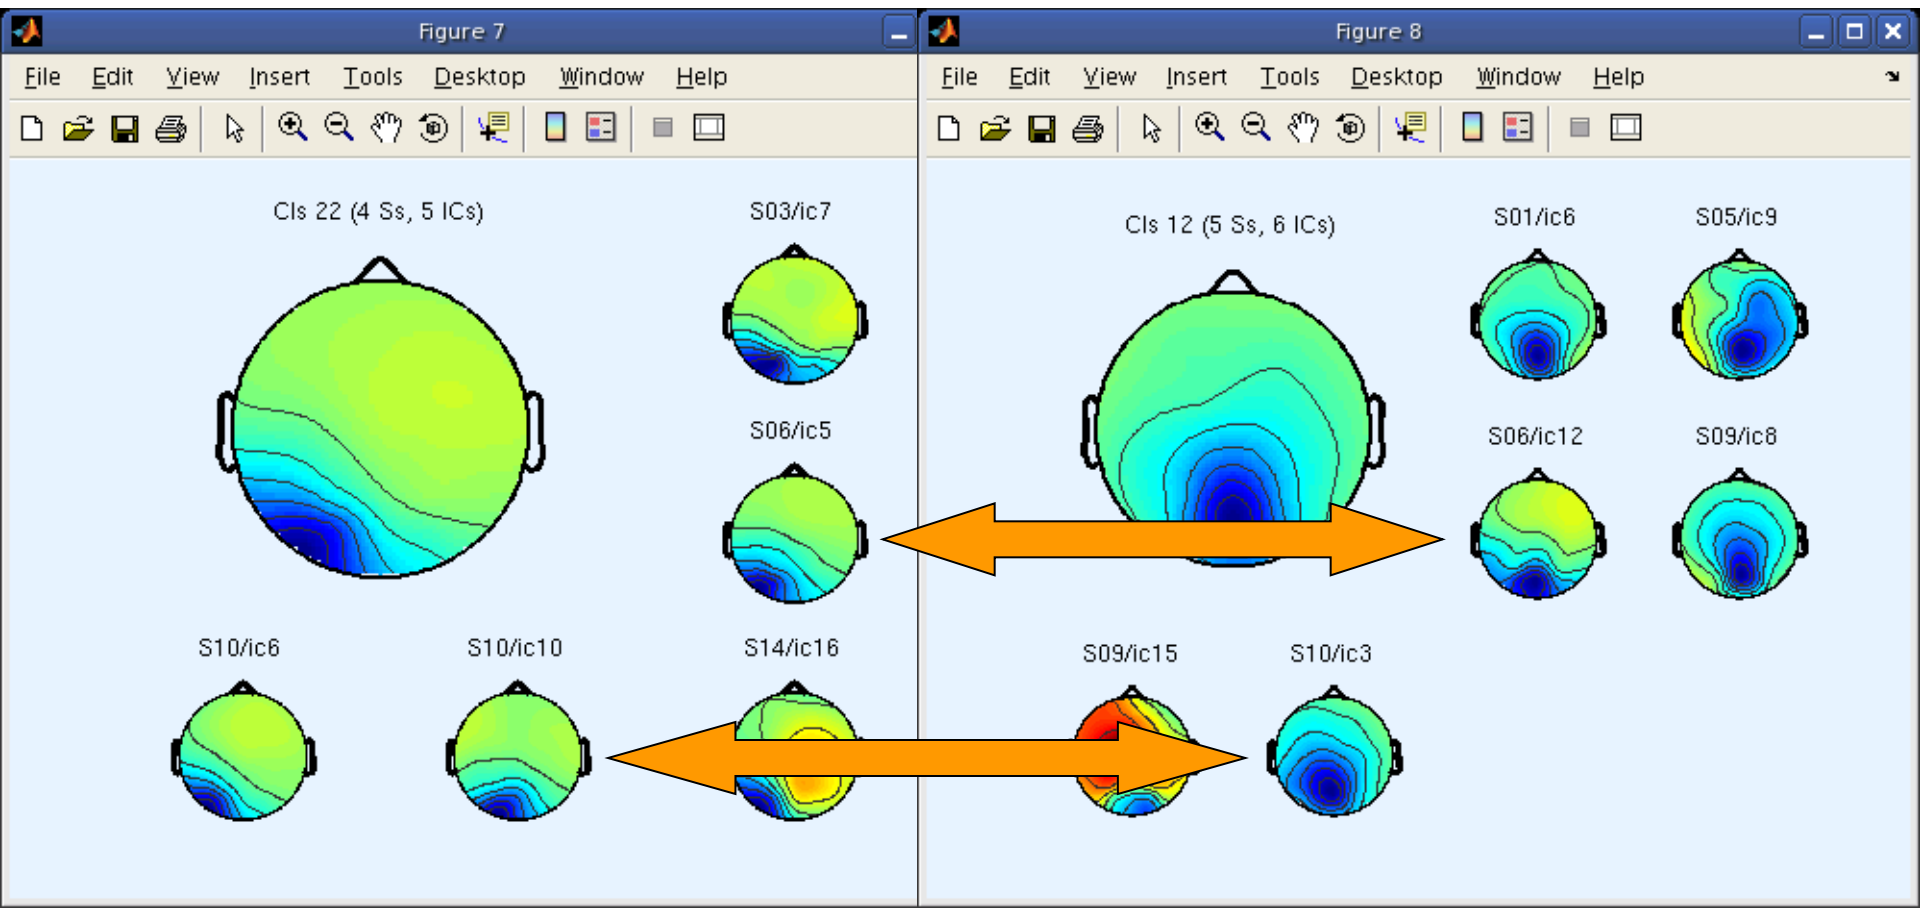 Figure 7
File Edit View Insert Tools Desktop Window Help
Cls 22 (4 Ss, 5 ICs)
S03/ic7
S06/ic5
S10/ic6
S10/ic10
S14/ic16
Figure 8
File Edit View Insert Tools Desktop Window Help
Cls 12 (5 Ss, 6 ICs)
S01/ic6
S05/ic9
S06/ic12
S09/ic8
S09/ic15
S10/ic3